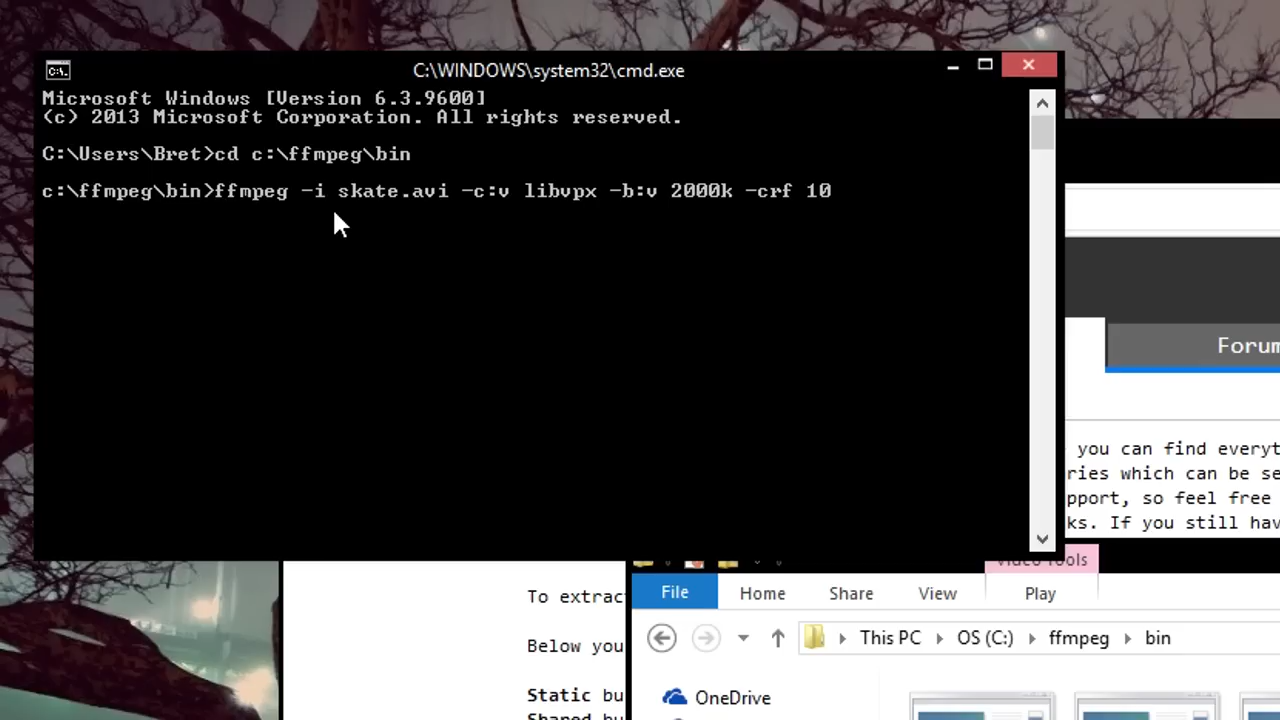 C:\WINDOWS\system32\cmd.exe
Microsoft Windows [Version 6.3.9600]
(c) 2013 Microsoft Corporation. All rights reserved.
C:\Users\Bret>cd c:\ffmpeg\bin
c:\ffmpeg\bin>ffmpeg -i skate.avi -c:v libvpx -b:v 2000k -crf 10
Forum
you can find everyt
ries which can be se
pport, so feel free
ks. If you still hav
To extrac
Below you
Static bu
Shared bu
Video Tools
File Home Share View Play
This PC OS (C:) ffmpeg bin
OneDrive